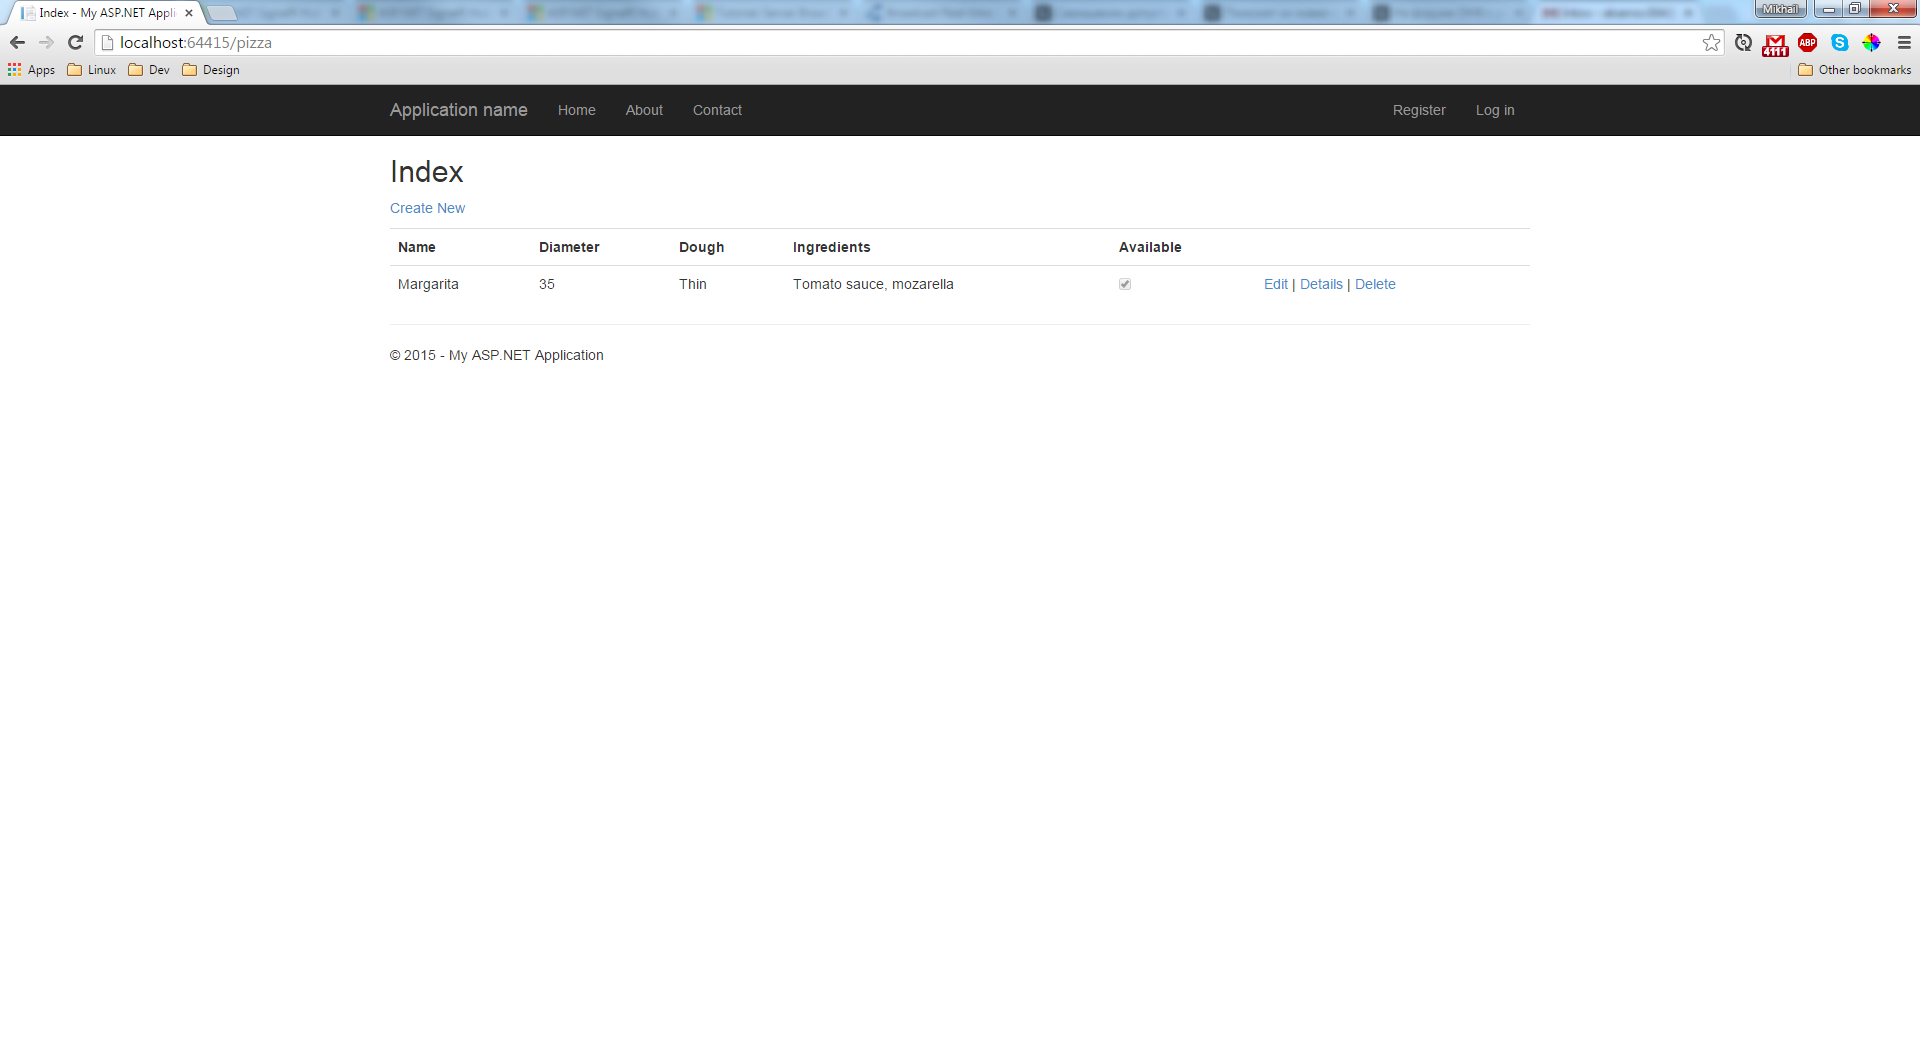 Index - My ASP.NET Appli
Mikhail
localhost:64415/pizza
4111
ABP
Apps Linux Dev Design Other bookmarks
Application name Home About Contact Register Log in
Index
Create New
Name Diameter Dough Ingredients Available
Margarita 35 Thin Tomato sauce, mozarella Edit | Details | Delete
© 2015 - My ASP.NET Application